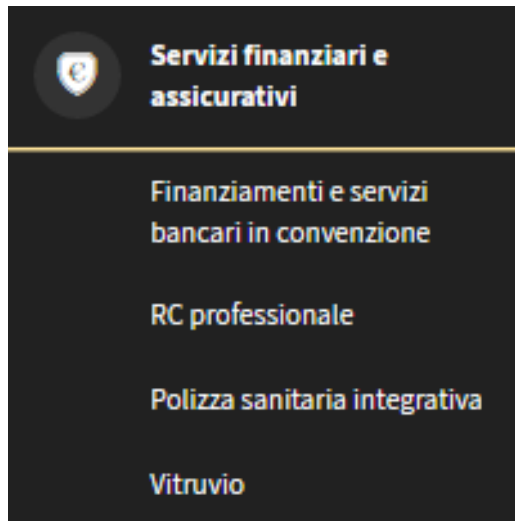 Servizi finanziari e
assicurativi
Finanziamenti e servizi
bancari in convenzione
RC professionale
Polizza sanitaria integrativa
Vitruvio